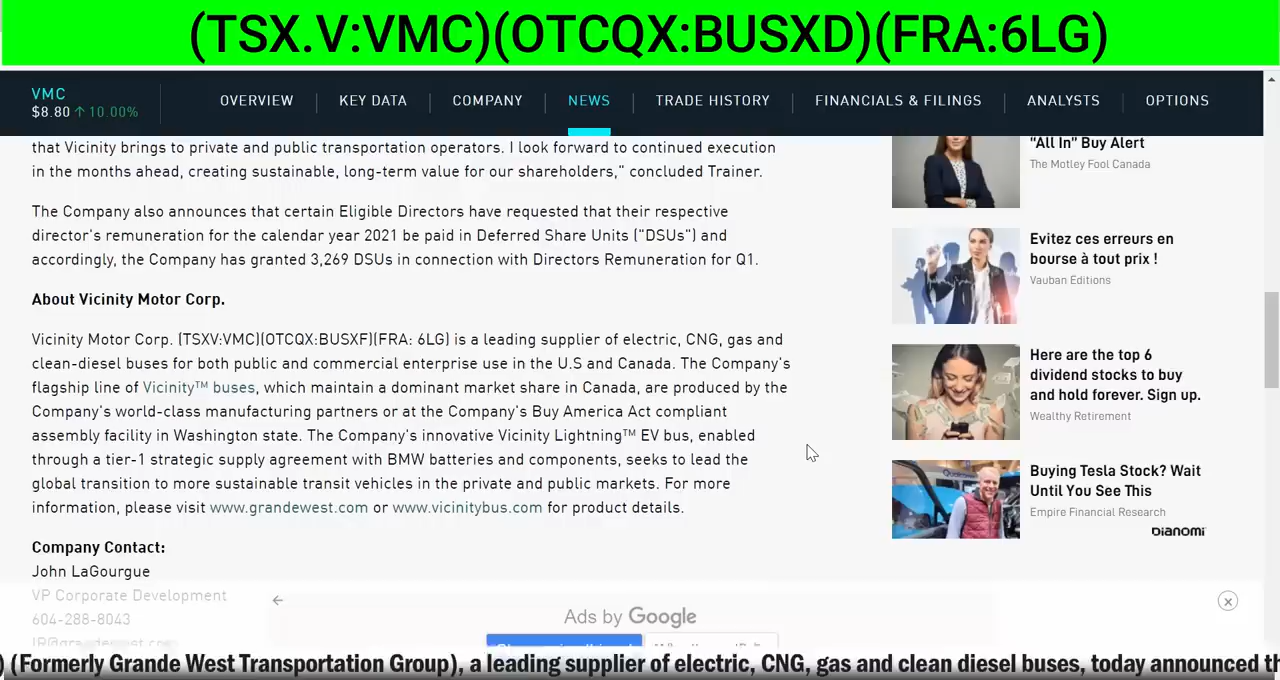 (TSX.V:VMC)(OTCQX:BUSXD)(FRA:6LG)
VMC
$8.80 ↑ 10.00%
OVERVIEW
KEY DATA
COMPANY
NEWS
TRADE HISTORY
FINANCIALS & FILINGS
ANALYSTS
OPTIONS
that Vicinity brings to private and public transportation operators. I look forward to continued execution
in the months ahead, creating sustainable, long-term value for our shareholders," concluded Trainer.
The Company also announces that certain Eligible Directors have requested that their respective
director's remuneration for the calendar year 2021 be paid in Deferred Share Units ("DSUs") and
accordingly, the Company has granted 3,269 DSUs in connection with Directors Remuneration for Q1.
About Vicinity Motor Corp.
Vicinity Motor Corp. (TSXV:VMC)(OTCQX:BUSXF)(FRA: 6LG) is a leading supplier of electric, CNG, gas and
clean-diesel buses for both public and commercial enterprise use in the U.S and Canada. The Company's
flagship line of Vicinity™ buses, which maintain a dominant market share in Canada, are produced by the
Company's world-class manufacturing partners or at the Company's Buy America Act compliant
assembly facility in Washington state. The Company's innovative Vicinity Lightning™ EV bus, enabled
through a tier-1 strategic supply agreement with BMW batteries and components, seeks to lead the
global transition to more sustainable transit vehicles in the private and public markets. For more
information, please visit www.grandewest.com or www.vicinitybus.com for product details.
Company Contact:
John LaGourgue
VP Corporate Development
604-288-8043
"All In" Buy Alert
The Motley Fool Canada
Evitez ces erreurs en
bourse à tout prix !
Vauban Editions
Here are the top 6
dividend stocks to buy
and hold forever. Sign up.
Wealthy Retirement
Buying Tesla Stock? Wait
Until You See This
Empire Financial Research
bianomi
Ads by Google
) (Formerly Grande West Transportation Group), a leading supplier of electric, CNG, gas and clean diesel buses, today announced th